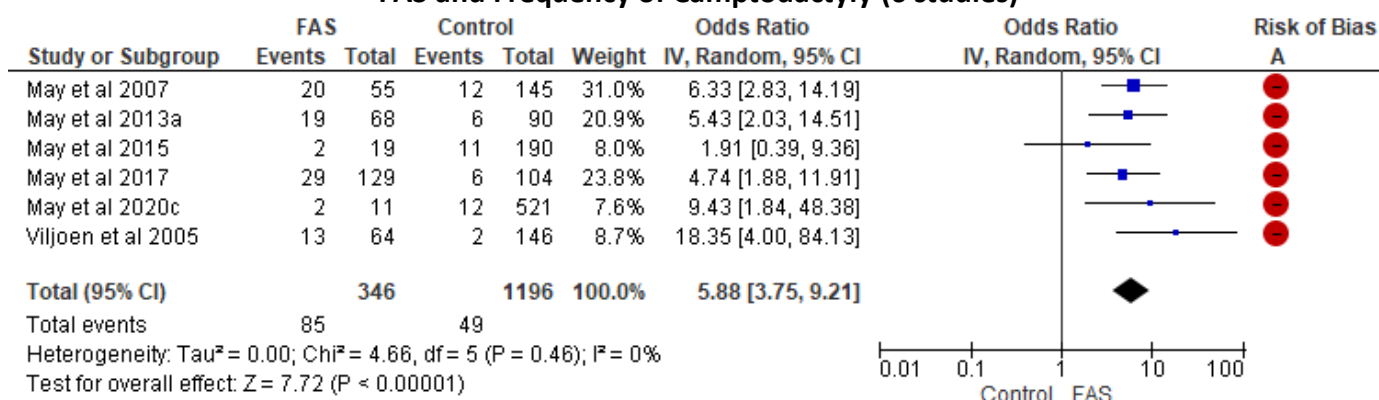 FAS and Frequency of Camptodactyly (6 studies)
FAS Control Odds Ratio Odds Ratio Risk of Bias
Study or Subgroup Events Total Events Total Weight IV, Random, 95% CI IV, Random, 95% CI A
May et al 2007 20 55 12 145 31.0% 6.33 [2.83, 14.19]
May et al 2013a 19 68 6 90 20.9% 5.43 [2.03, 14.51]
May et al 2015 2 19 11 190 8.0% 1.91 [0.39, 9.36]
May et al 2017 29 129 6 104 23.8% 4.74 [1.88, 11.91]
May et al 2020c 2 11 12 521 7.6% 9.43 [1.84, 48.38]
Viljoen et al 2005 13 64 2 146 8.7% 18.35 [4.00, 84.13]
Total (95% CI) 346 1196 100.0% 5.88 [3.75, 9.21]
Total events 85 49
Heterogeneity: Tau² = 0.00; Chi² = 4.66, df = 5 (P = 0.46); I² = 0%
Test for overall effect: Z = 7.72 (P < 0.00001)
0.01 0.1 1 10 100
Control FAS